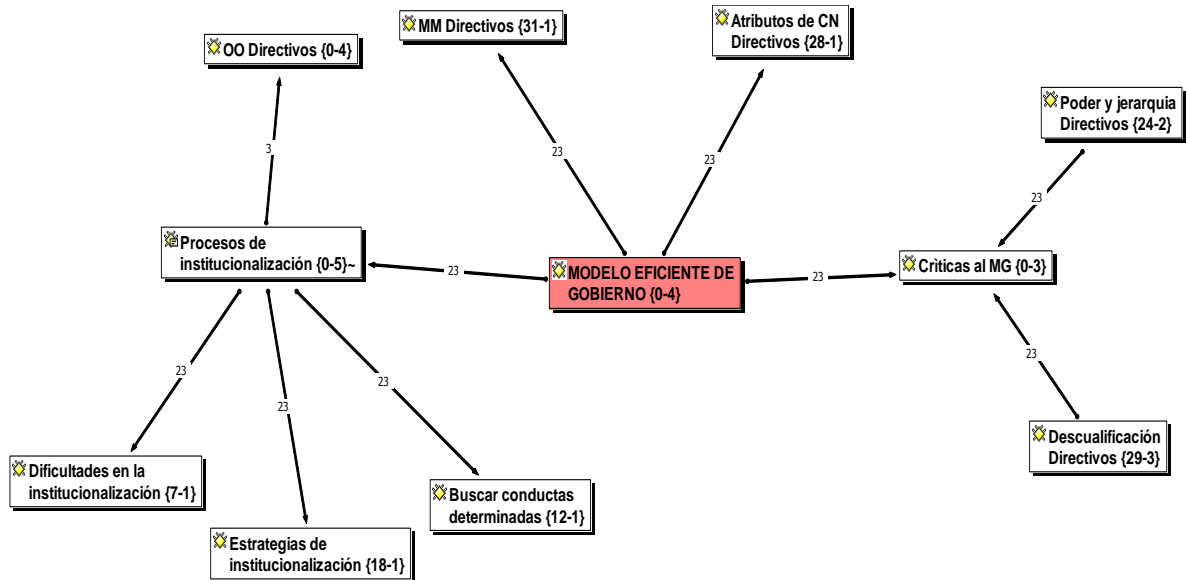 MM Directivos {31-1}
Atributos de CN
Directivos {28-1}
OO Directivos {0-4}
Poder y jerarquia
Directivos {24-2}
3
23
23
23
Procesos de
institucionalización {0-5}~
23
MODELO EFICIENTE DE
GOBIERNO {0-4}
23
Criticas al MG {0-3}
23
23
23
23
Dificultades en la
institucionalización {7-1}
Estrategias de
institucionalización {18-1}
Buscar conductas
determinadas {12-1}
Descualificación
Directivos {29-3}